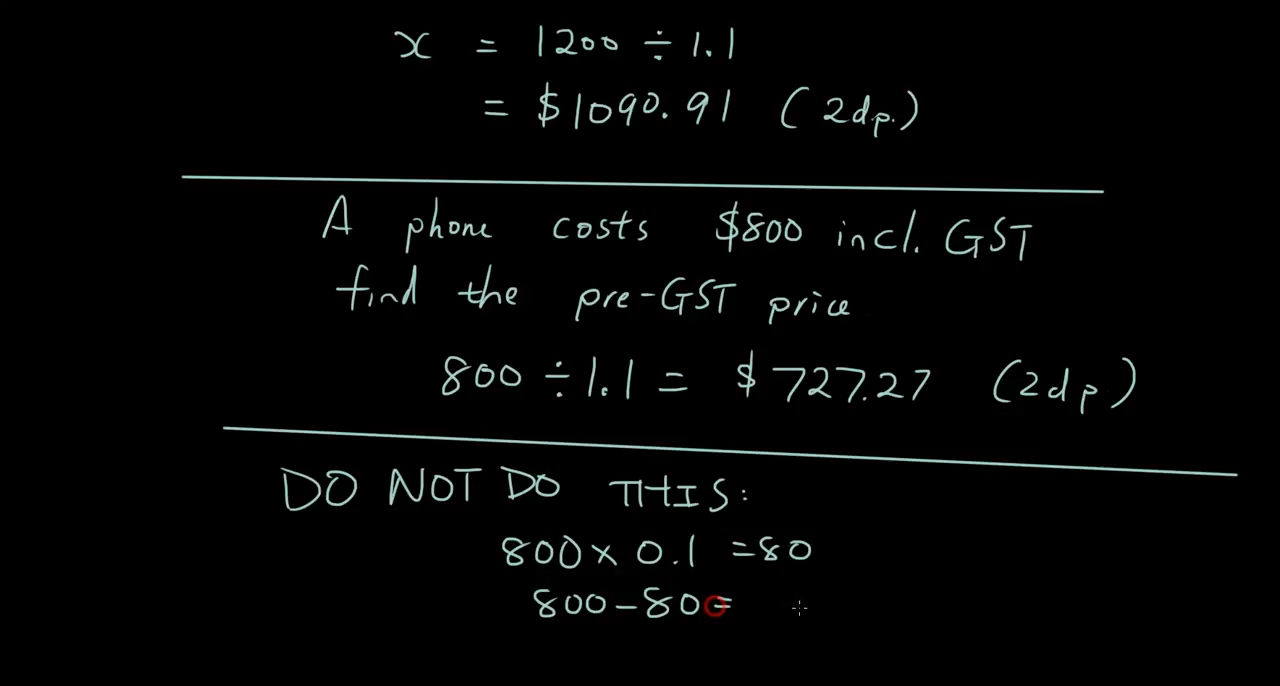 x = 1200 ÷ 1.1
= $1090.91 (2dp.)
A phone costs $800 incl. GST
find the pre-GST price
800 ÷ 1.1 = $727.27 (2dp.)
DO NOT DO THIS:
800 × 0.1 = 80
800 - 80 =